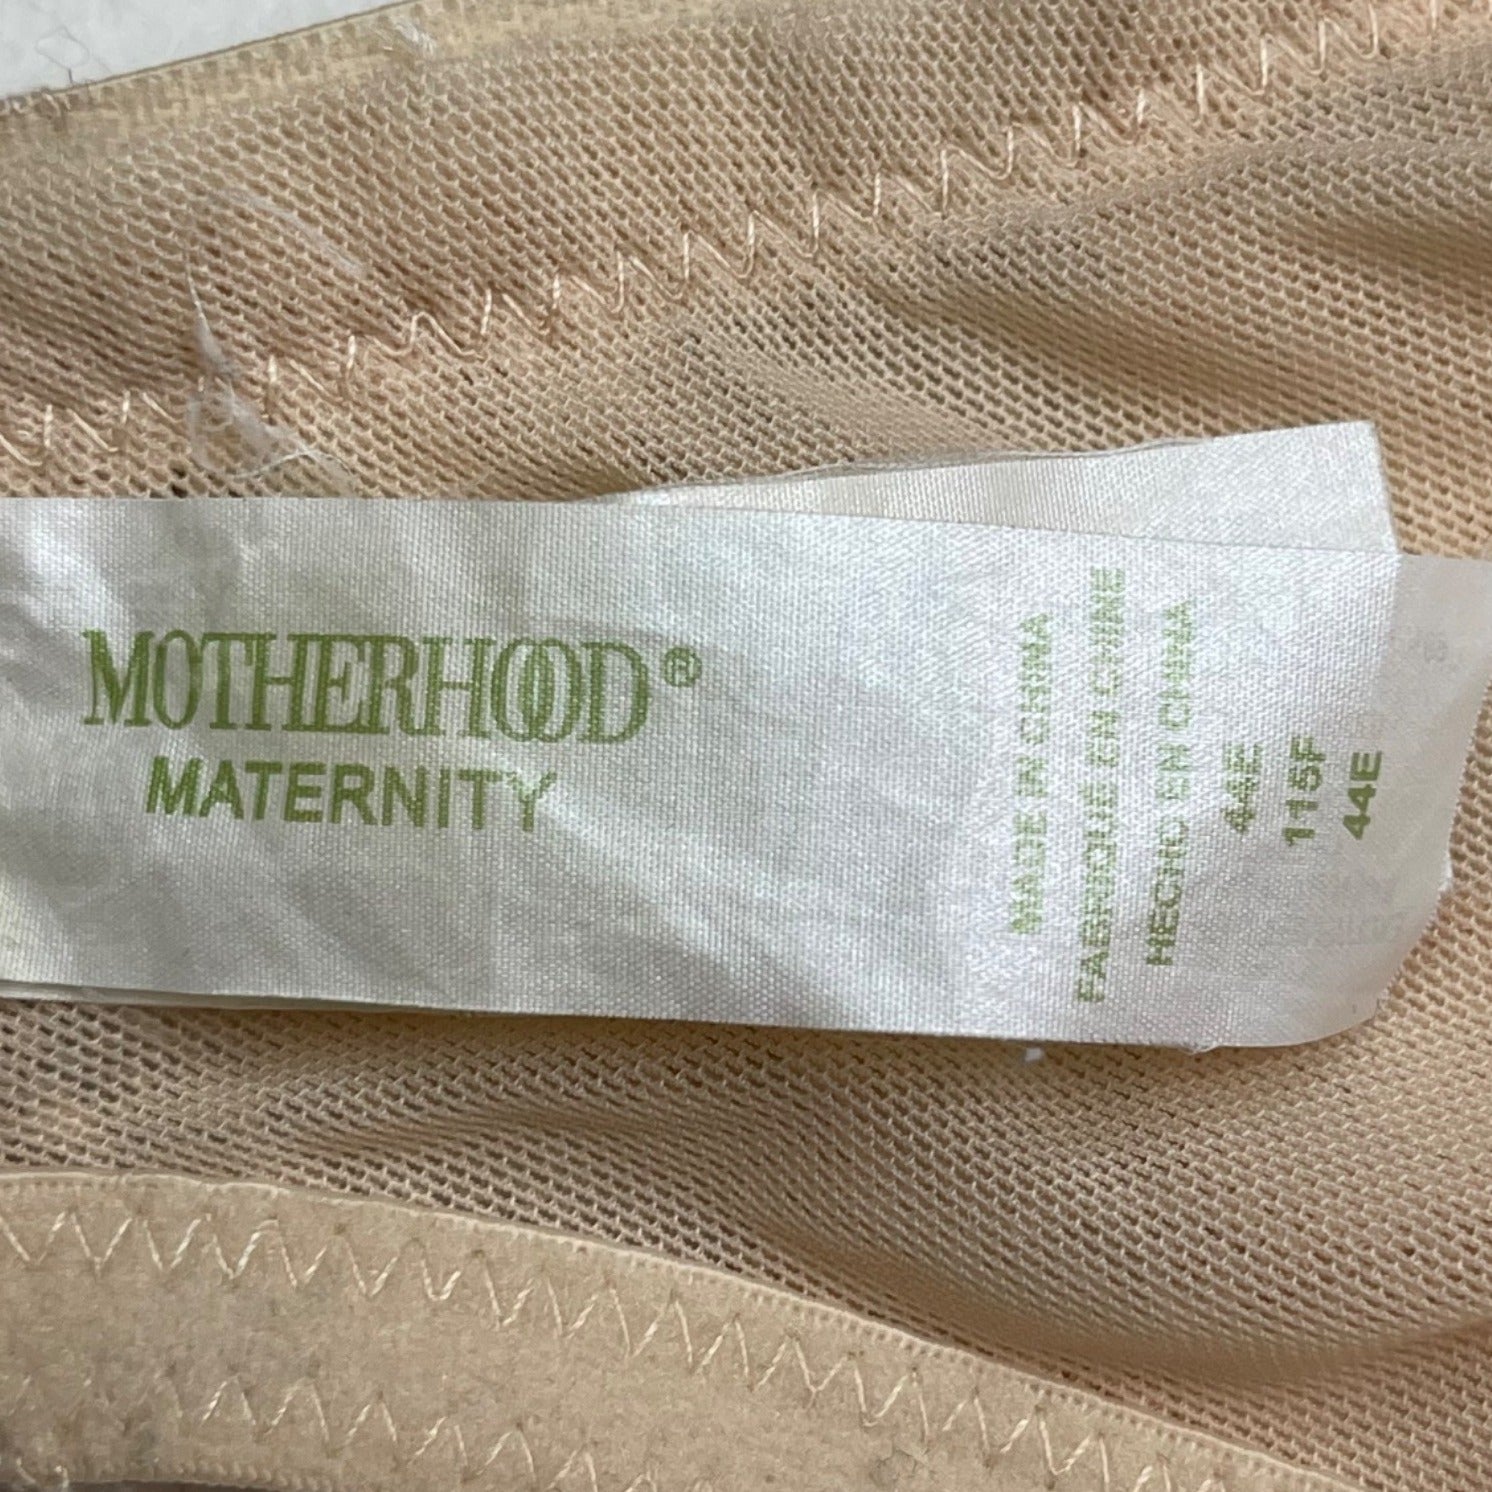 MOTHERHOOD®
MATERNITY
MADE IN CHINA
FABRIQUÉ EN CHINE
HECHO EN CHINA
44E
115F
44E